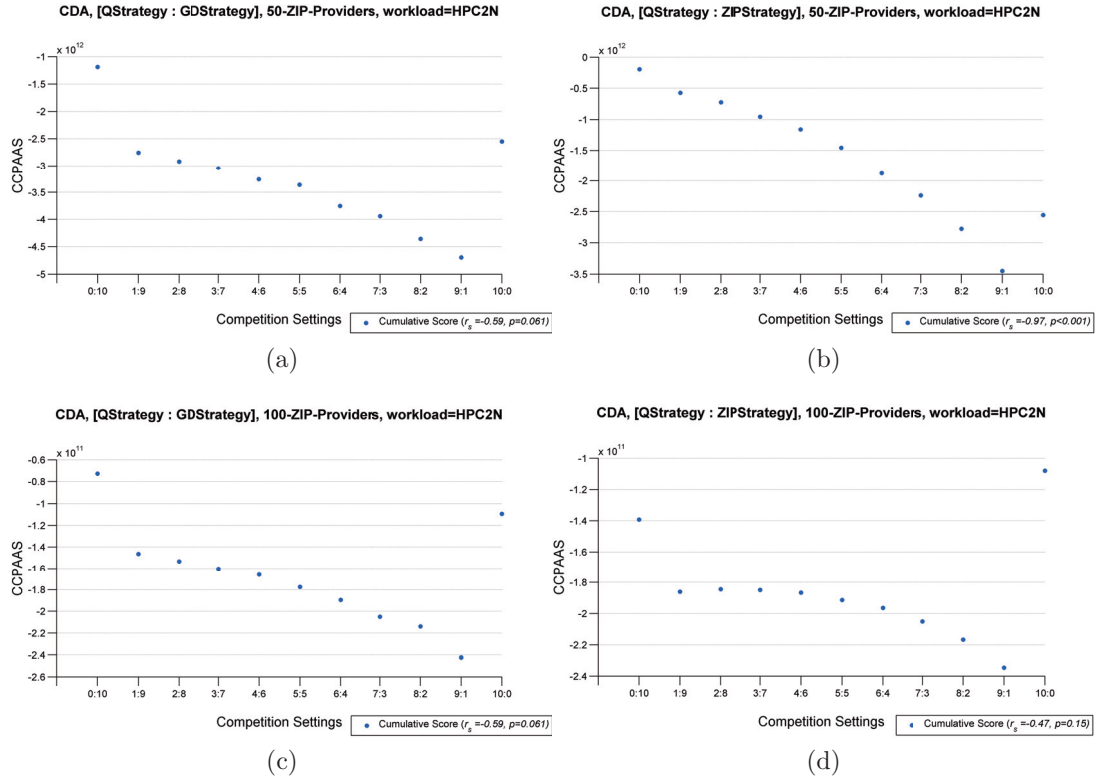 CDA, [QStrategy : GDStrategy], 50-ZIP-Providers, workload=HPC2N
x 10^12
-1
-1.5
-2
-2.5
-3
-3.5
-4
-4.5
-5
CCPAAS
0:10 1:9 2:8 3:7 4:6 5:5 6:4 7:3 8:2 9:1 10:0
Competition Settings
Cumulative Score (r_s =-0.59, p=0.061)
(a)
CDA, [QStrategy : ZIPStrategy], 50-ZIP-Providers, workload=HPC2N
x 10^12
0
-0.5
-1
-1.5
-2
-2.5
-3
-3.5
CCPAAS
0:10 1:9 2:8 3:7 4:6 5:5 6:4 7:3 8:2 9:1 10:0
Competition Settings
Cumulative Score (r_s =-0.97, p<0.001)
(b)
CDA, [QStrategy : GDStrategy], 100-ZIP-Providers, workload=HPC2N
x 10^11
-0.6
-0.8
-1
-1.2
-1.4
-1.6
-1.8
-2
-2.2
-2.4
-2.6
CCPAAS
0:10 1:9 2:8 3:7 4:6 5:5 6:4 7:3 8:2 9:1 10:0
Competition Settings
Cumulative Score (r_s =-0.59, p=0.061)
(c)
CDA, [QStrategy : ZIPStrategy], 100-ZIP-Providers, workload=HPC2N
x 10^11
-1
-1.2
-1.4
-1.6
-1.8
-2
-2.2
-2.4
CCPAAS
0:10 1:9 2:8 3:7 4:6 5:5 6:4 7:3 8:2 9:1 10:0
Competition Settings
Cumulative Score (r_s =-0.47, p=0.15)
(d)